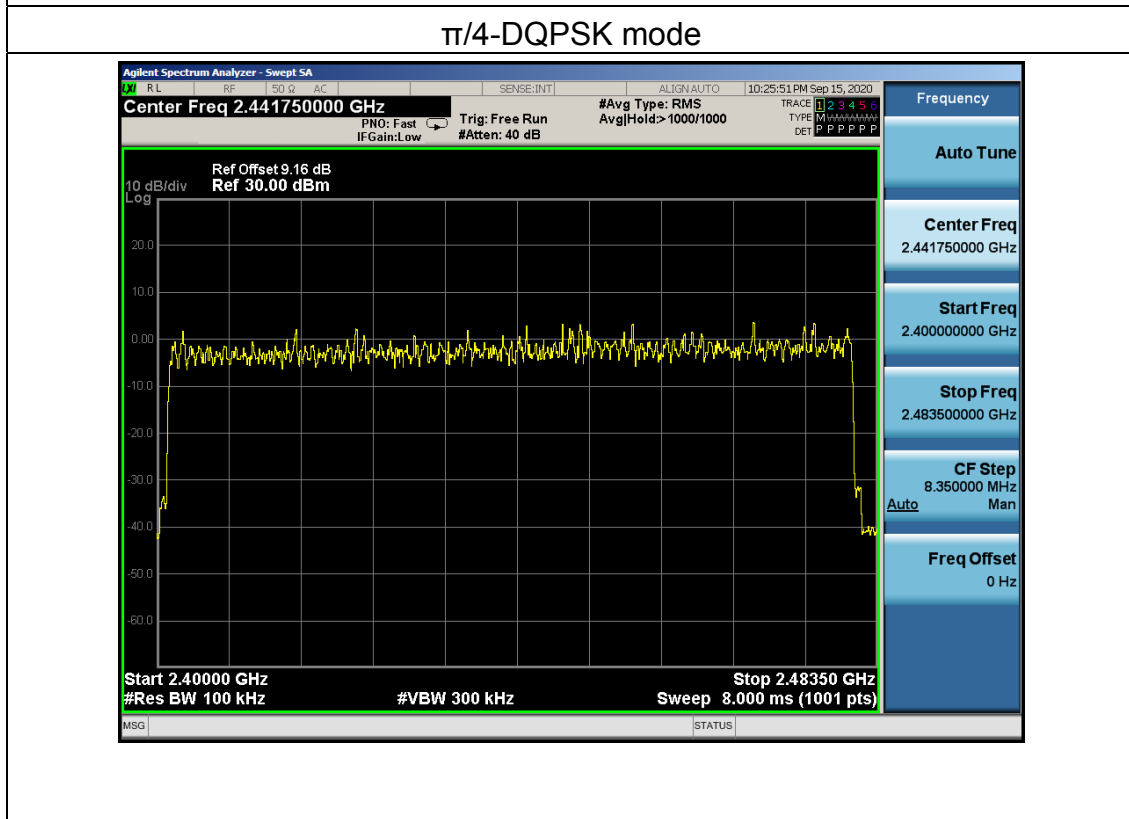 π/4-DQPSK mode
Agilent Spectrum Analyzer - Swept SA
LXI RL RF 50 Ω AC SENSE:INT ALIGN AUTO 10:25:51 PM Sep 15, 2020
Center Freq 2.441750000 GHz
PNO: Fast
IFGain:Low
Trig: Free Run
#Atten: 40 dB
#Avg Type: RMS
Avg|Hold:>1000/1000
TRACE 1 2 3 4 5 6
TYPE M
DET P P P P P P
Ref Offset 9.16 dB
10 dB/div Ref 30.00 dBm
Log
20.0
10.0
0.00
-10.0
-20.0
-30.0
-40.0
-50.0
-60.0
Start 2.40000 GHz Stop 2.48350 GHz
#Res BW 100 kHz #VBW 300 kHz Sweep 8.000 ms (1001 pts)
MSG STATUS
Frequency
Auto Tune
Center Freq
2.441750000 GHz
Start Freq
2.400000000 GHz
Stop Freq
2.483500000 GHz
CF Step
8.350000 MHz
Auto Man
Freq Offset
0 Hz